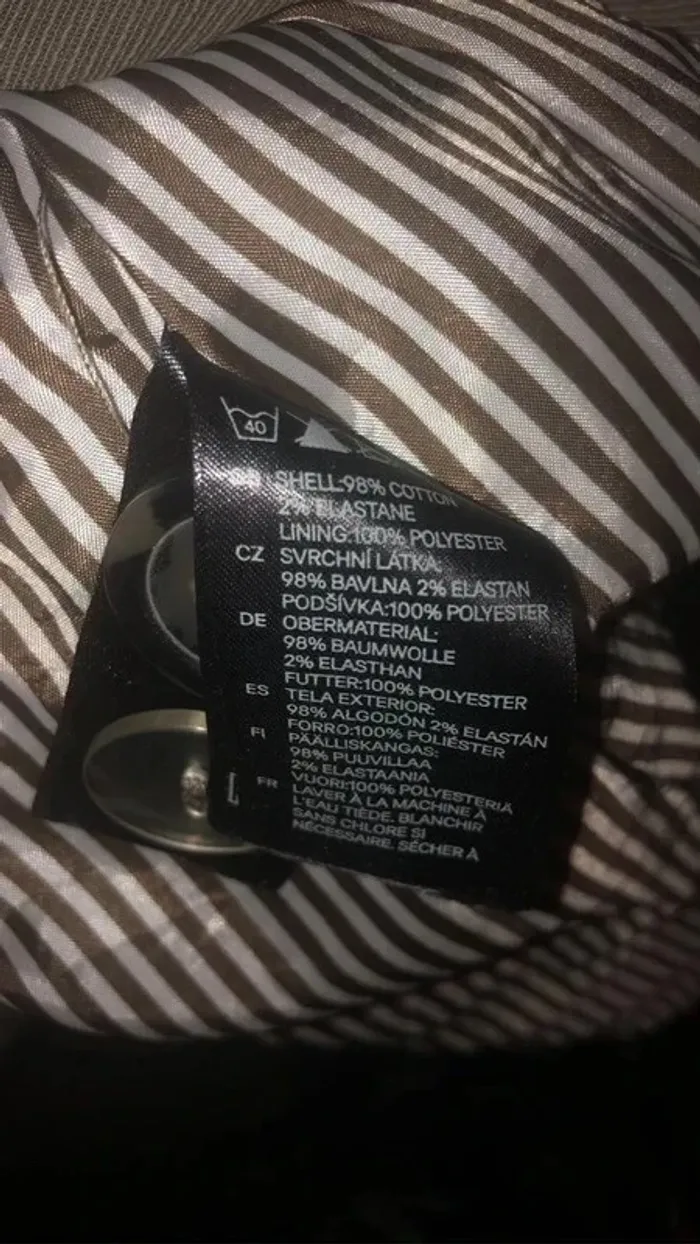 40
SHELL:98% COTTON
2% ELASTANE
LINING:100% POLYESTER
CZ SVRCHNÍ LÁTKA:
98% BAVLNA 2% ELASTAN
PODŠÍVKA:100% POLYESTER
DE OBERMATERIAL:
98% BAUMWOLLE
2% ELASTHAN
FUTTER:100% POLYESTER
ES TELA EXTERIOR:
98% ALGODÓN 2% ELASTÁN
FORRO:100% POLIÉSTER
FI PÄÄLLISKANGAS:
98% PUUVILLAA
2% ELASTAANIA
VUORI:100% POLYESTERIÄ
FR LAVER À LA MACHINE À
L'EAU TIÈDE. BLANCHIR
SANS CHLORE SI
NÉCESSAIRE. SÉCHER À